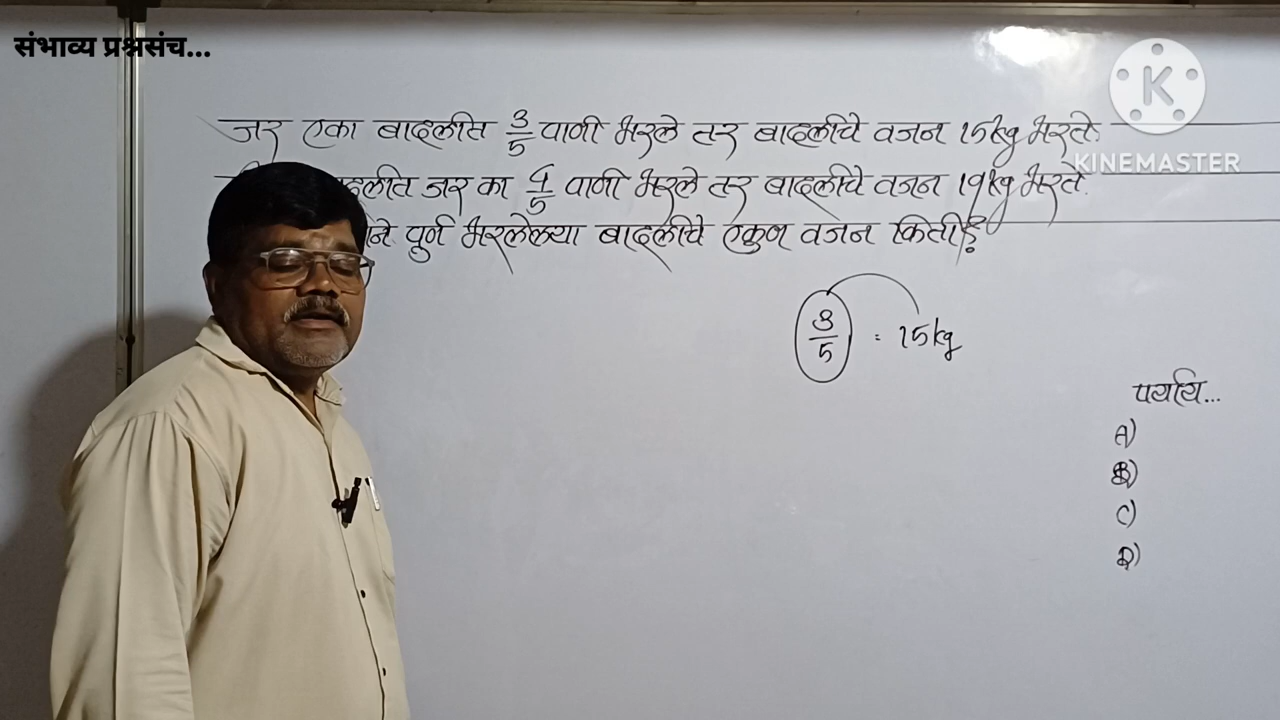 संभाव्य प्रश्नसंच...
KINEMASTER
जर एका बादलीत 3/5 पाणी भरले तर बादलीचे वजन 15kg भरते.
दलीत जर का 4/5 पाणी भरले तर बादलीचे वजन 19kg भरते.
ने पूर्ण भरलेल्या बादलीचे एकुण वजन किती?
3/5 = 15kg
पर्याय...
A)
B)
C)
D)